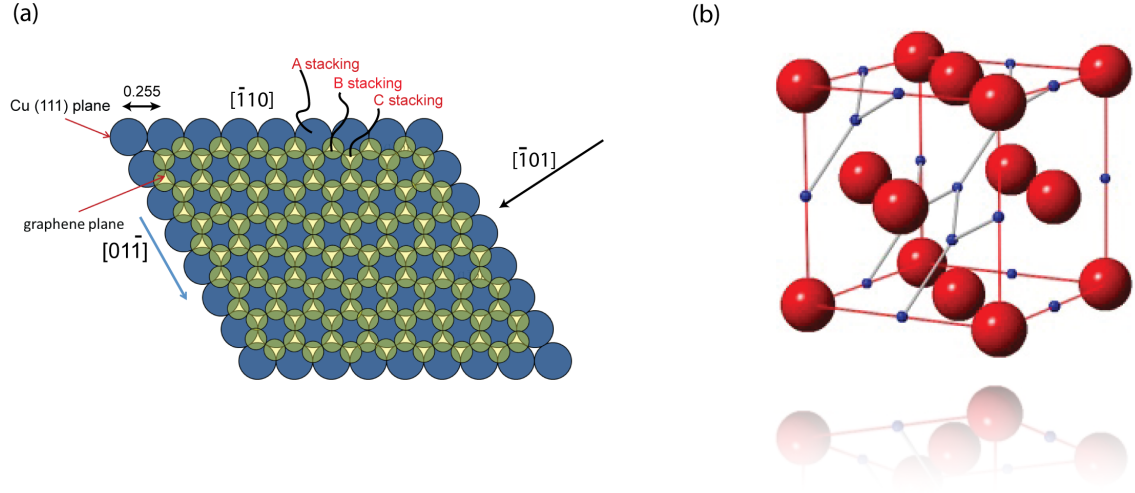 (a)
(b)
A stacking
B stacking
C stacking
0.255
[1̄10]
Cu (111) plane
[1̄01]
graphene plane
[011̄]